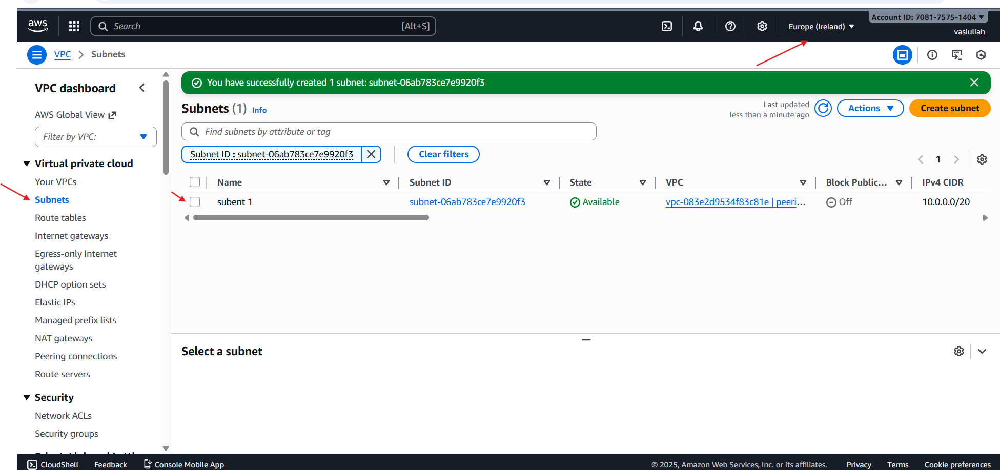 aws
Search [Alt+S]
Europe (Ireland)
Account ID: 7081-7575-1404
vasiullah
VPC
Subnets
VPC dashboard
AWS Global View
Filter by VPC:
Virtual private cloud
Your VPCs
Subnets
Route tables
Internet gateways
Egress-only Internet
gateways
DHCP option sets
Elastic IPs
Managed prefix lists
NAT gateways
Peering connections
Route servers
Security
Network ACLs
Security groups
You have successfully created 1 subnet: subnet-06ab783ce7e9920f3
Subnets (1) Info
Last updated
less than a minute ago
Actions
Create subnet
Find subnets by attribute or tag
Subnet ID : subnet-06ab783ce7e9920f3
Clear filters
1
Name Subnet ID State VPC Block Public... IPv4 CIDR
subent 1 subnet-06ab783ce7e9920f3 Available vpc-083e2d9534f83c81e | peeri... Off 10.0.0.0/20
Select a subnet
CloudShell Feedback Console Mobile App © 2025, Amazon Web Services, Inc. or its affiliates. Privacy Terms Cookie preferences